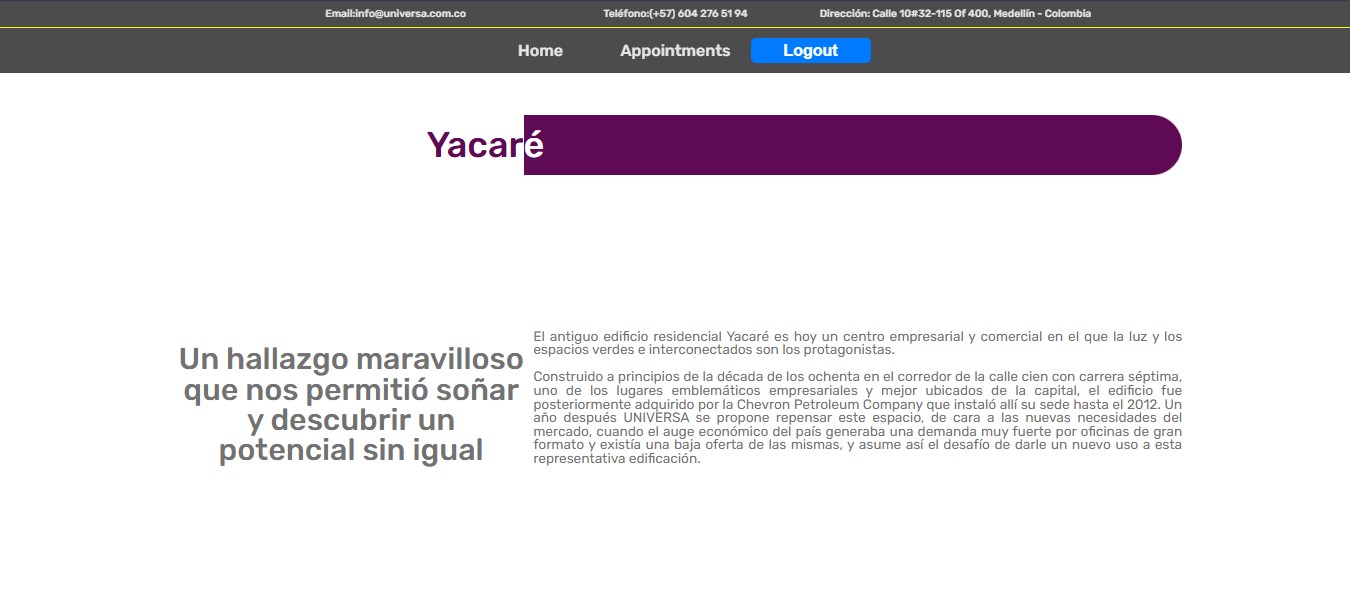 Email:info@universa.com.co Teléfono:(+57) 604 276 51 94 Dirección: Calle 10#32-115 Of 400, Medellín - Colombia
Home Appointments Logout
Yacaré
Un hallazgo maravilloso
que nos permitió soñar
y descubrir un
potencial sin igual
El antiguo edificio residencial Yacaré es hoy un centro empresarial y comercial en el que la luz y los
espacios verdes e interconectados son los protagonistas.
Construido a principios de la década de los ochenta en el corredor de la calle cien con carrera séptima,
uno de los lugares emblemáticos empresariales y mejor ubicados de la capital, el edificio fue
posteriormente adquirido por la Chevron Petroleum Company que instaló allí su sede hasta el 2012. Un
año después UNIVERSA se propone repensar este espacio, de cara a las nuevas necesidades del
mercado, cuando el auge económico del país generaba una demanda muy fuerte por oficinas de gran
formato y existía una baja oferta de las mismas, y asume así el desafío de darle un nuevo uso a esta
representativa edificación.